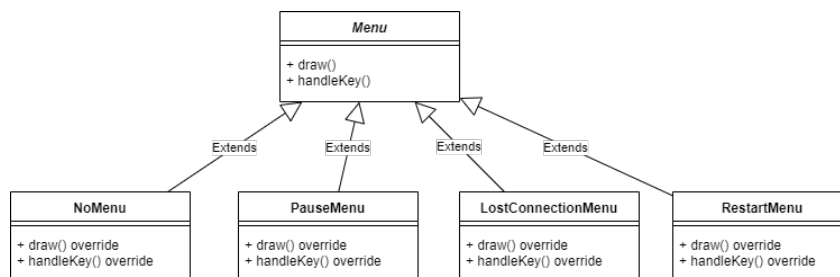 Menu
+ draw()
+ handleKey()
Extends
Extends
Extends
Extends
NoMenu
+ draw() override
+ handleKey() override
PauseMenu
+ draw() override
+ handleKey() override
LostConnectionMenu
+ draw() override
+ handleKey() override
RestartMenu
+ draw() override
+ handleKey() override